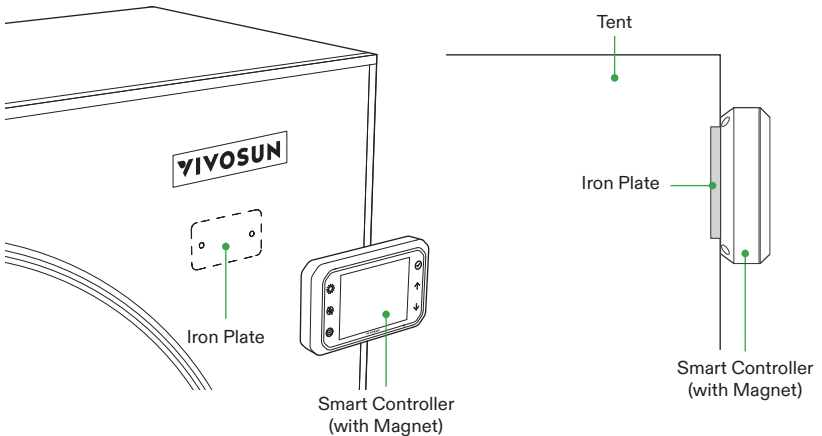 Tent
VIVOSUN
Iron Plate
Iron Plate
Smart Controller
(with Magnet)
Smart Controller
(with Magnet)